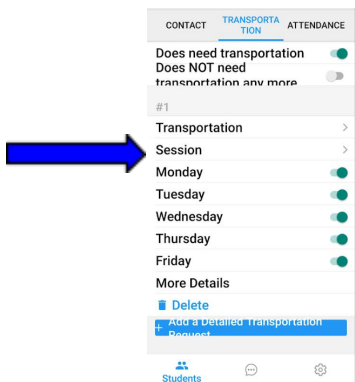 CONTACT
TRANSPORTA
TION
ATTENDANCE
Does need transportation
Does NOT need
transportation any more
#1
Transportation
Session
Monday
Tuesday
Wednesday
Thursday
Friday
More Details
Delete
+ Add a Detailed Transportation
Request
Students